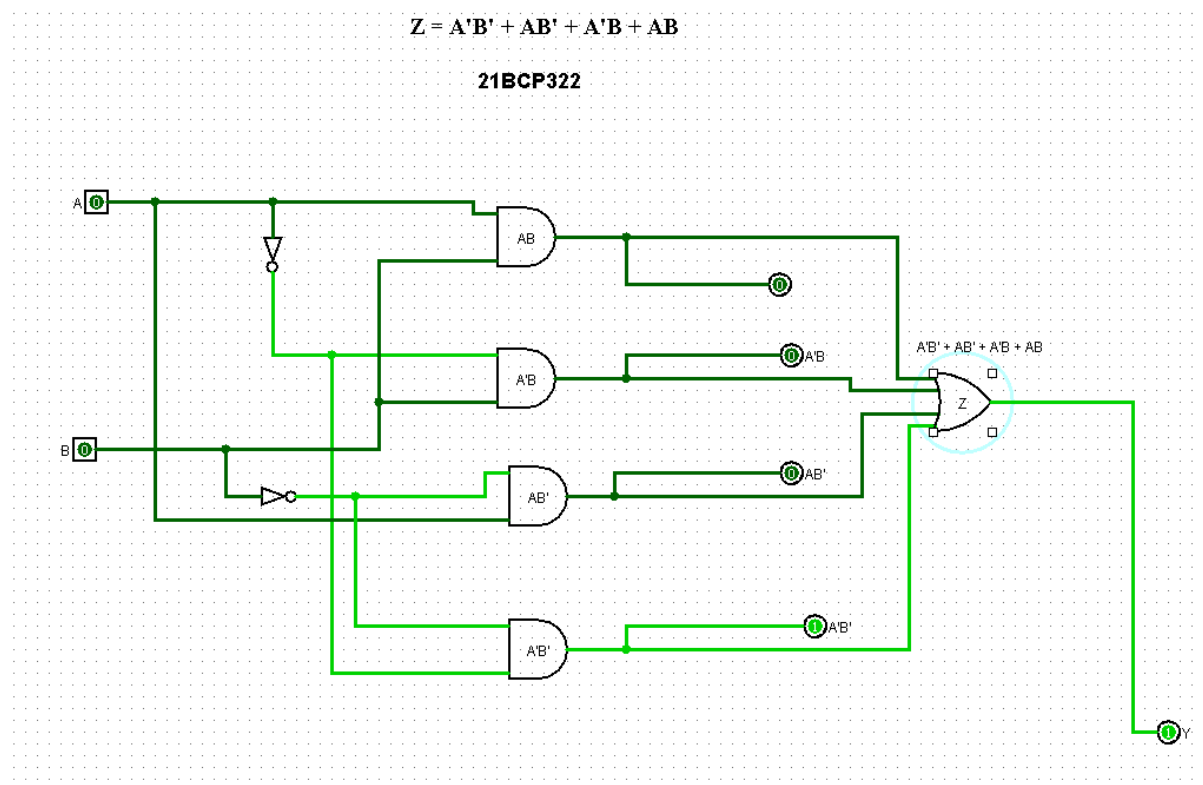 Z = A'B' + AB' + A'B + AB
21BCP322
A 0
AB
0
A'B' + AB' + A'B + AB
A'B
0 A'B
Z
B 0
AB'
0 AB'
A'B'
1 A'B'
1 Y